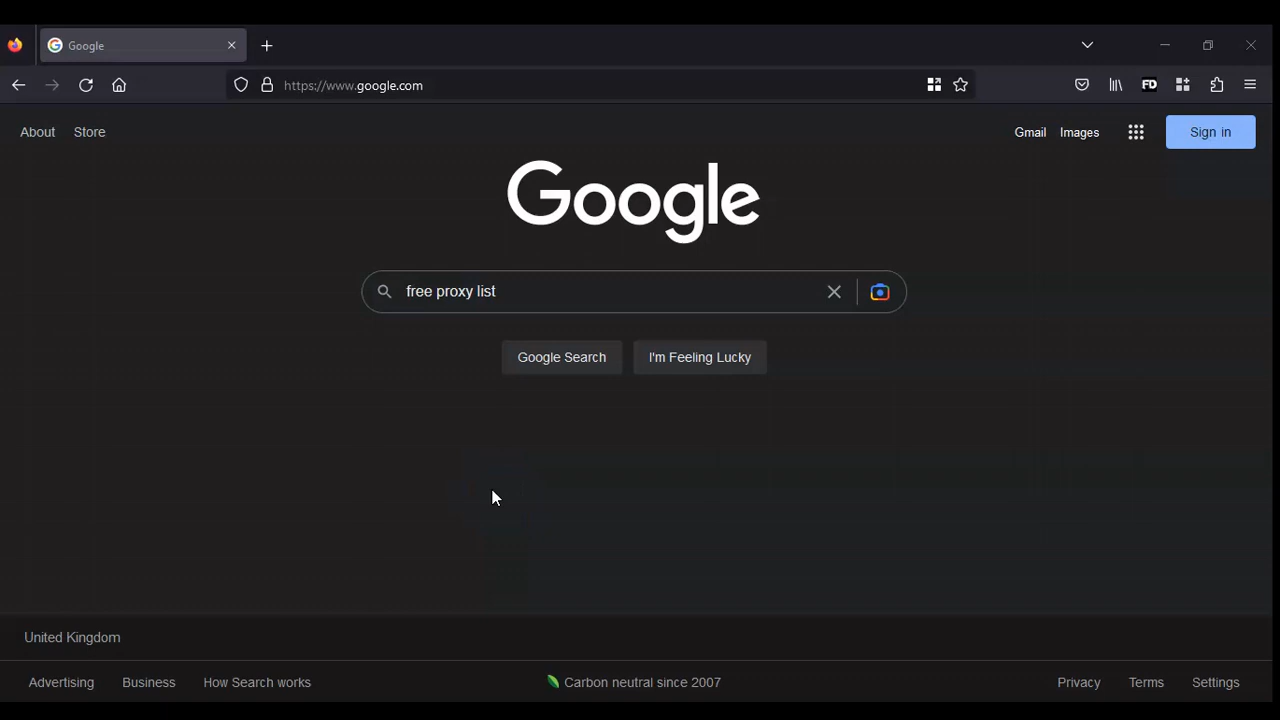 Google
https://www.google.com
FD
About Store Gmail Images Sign in
Google
free proxy list
Google Search I'm Feeling Lucky
United Kingdom
Advertising Business How Search works Carbon neutral since 2007 Privacy Terms Settings